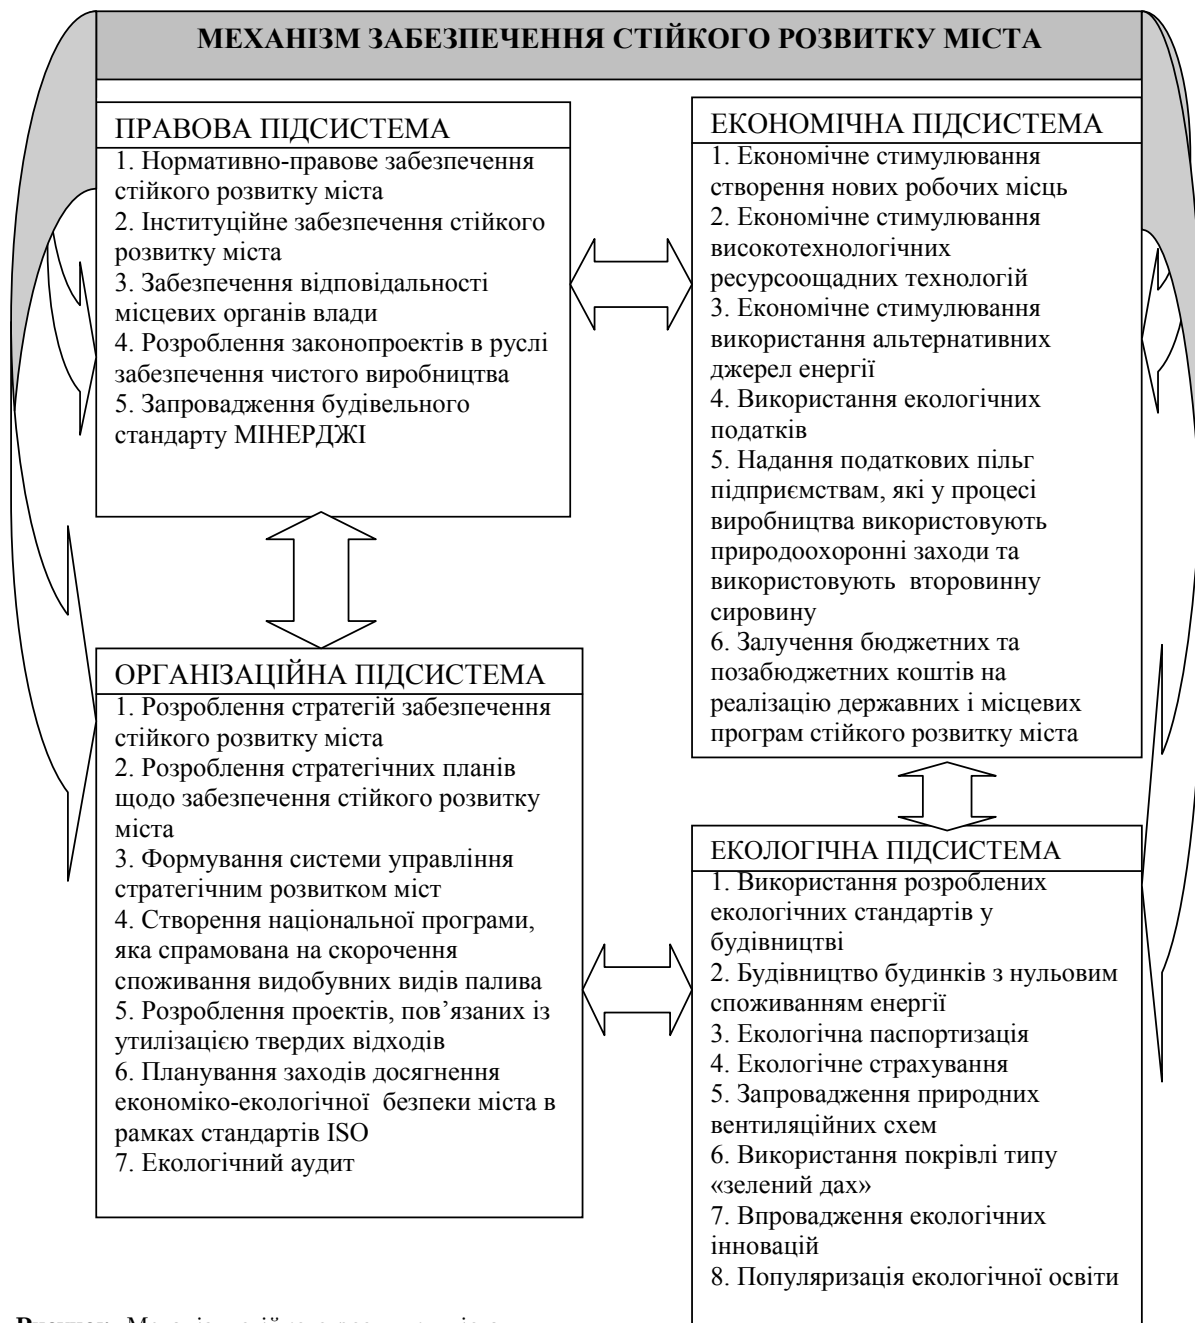 МЕХАНІЗМ ЗАБЕЗПЕЧЕННЯ СТІЙКОГО РОЗВИТКУ МІСТА
ПРАВОВА ПІДСИСТЕМА
1. Нормативно-правове забезпечення
стійкого розвитку міста
2. Інституційне забезпечення стійкого
розвитку міста
3. Забезпечення відповідальності
місцевих органів влади
4. Розроблення законопроектів в руслі
забезпечення чистого виробництва
5. Запровадження будівельного
стандарту МІНЕРДЖІ
ЕКОНОМІЧНА ПІДСИСТЕМА
1. Економічне стимулювання
створення нових робочих місць
2. Економічне стимулювання
високотехнологічних
ресурсоощадних технологій
3. Економічне стимулювання
використання альтернативних
джерел енергії
4. Використання екологічних
податків
5. Надання податкових пільг
підприємствам, які у процесі
виробництва використовують
природоохоронні заходи та
використовують второвинну
сировину
6. Залучення бюджетних та
позабюджетних коштів на
реалізацію державних і місцевих
програм стійкого розвитку міста
ОРГАНІЗАЦІЙНА ПІДСИСТЕМА
1. Розроблення стратегій забезпечення
стійкого розвитку міста
2. Розроблення стратегічних планів
щодо забезпечення стійкого розвитку
міста
3. Формування системи управління
стратегічним розвитком міст
4. Створення національної програми,
яка спрамована на скорочення
споживання видобувних видів палива
5. Розроблення проектів, пов’язаних із
утилізацією твердих відходів
6. Планування заходів досягнення
економіко-екологічної безпеки міста в
рамках стандартів ISO
7. Екологічний аудит
ЕКОЛОГІЧНА ПІДСИСТЕМА
1. Використання розроблених
екологічних стандартів у
будівництві
2. Будівництво будинків з нульовим
споживанням енергії
3. Екологічна паспортизація
4. Екологічне страхування
5. Запровадження природних
вентиляційних схем
6. Використання покрівлі типу
«зелений дах»
7. Впровадження екологічних
інновацій
8. Популяризація екологічної освіти